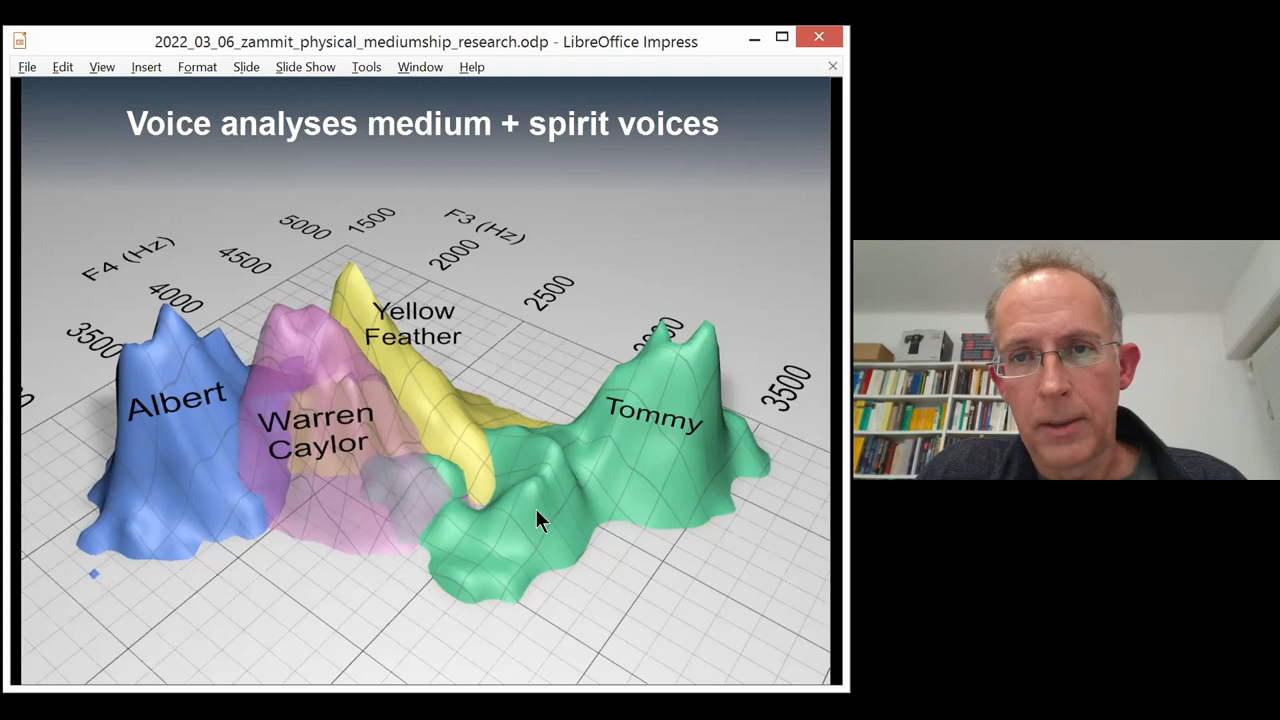 2022_03_06_zammit_physical_mediumship_research.odp - LibreOffice Impress
File Edit View Insert Format Slide Slide Show Tools Window Help
Voice analyses medium + spirit voices
5000
1500
F3 (Hz)
F4 (Hz)
4500
2000
4000
2500
3500
3500
Yellow
Feather
Albert
Warren
Caylor
Tommy